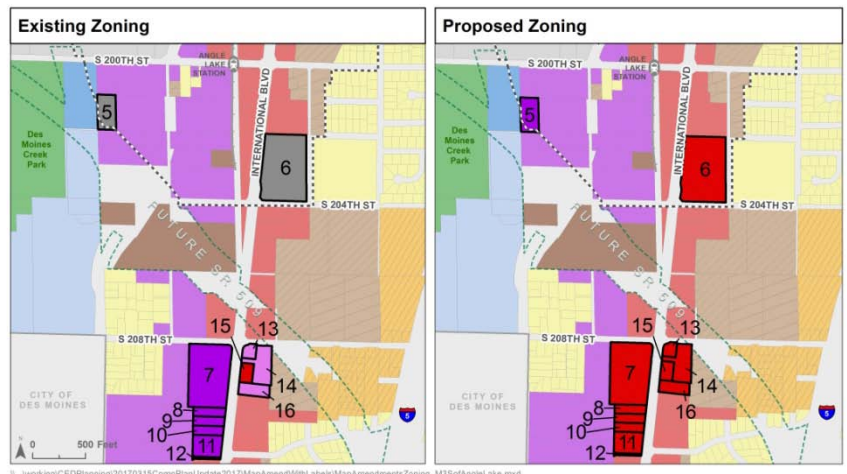 Existing Zoning
S 200TH ST
ANGLE
LAKE
STATION
INTERNATIONAL BLVD
5
Des
Moines
Creek
Park
6
S 204TH ST
FUTURE SR 509
S 208TH ST
15
13
7
14
16
8
9
10
11
12
CITY OF
DES MOINES
N
0 500 Feet
5
Proposed Zoning
S 200TH ST
ANGLE
LAKE
STATION
INTERNATIONAL BLVD
5
Des
Moines
Creek
Park
6
S 204TH ST
FUTURE SR 509
S 208TH ST
15
13
7
14
16
8
9
10
11
12
CITY OF
DES MOINES
5